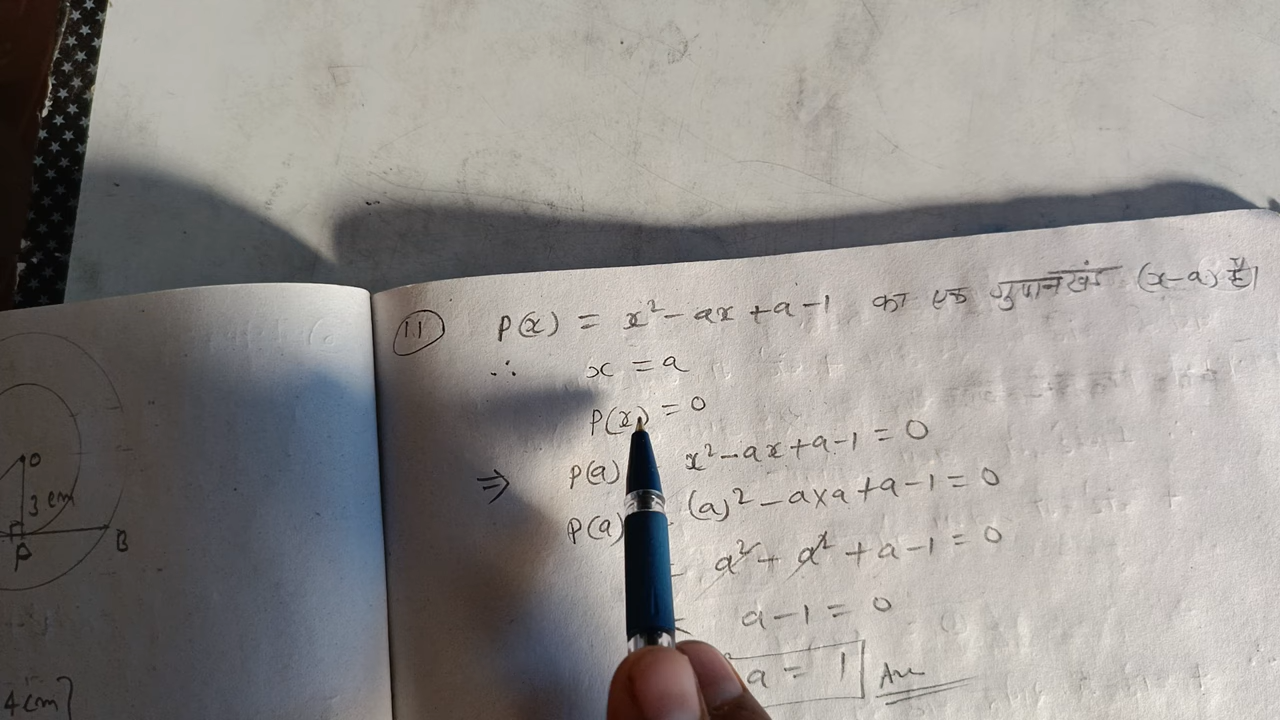 O
3 cm
P
B
4 cm]
11 P(x) = x² - ax + a - 1 का एक गुणनखंड (x-a) है।
∴ x = a
P(x) = 0
⇒ P(a) x² - ax + a - 1 = 0
P(a) = (a)² - a×a + a - 1 = 0
= a² - a² + a - 1 = 0
= a - 1 = 0
a = 1 Ans